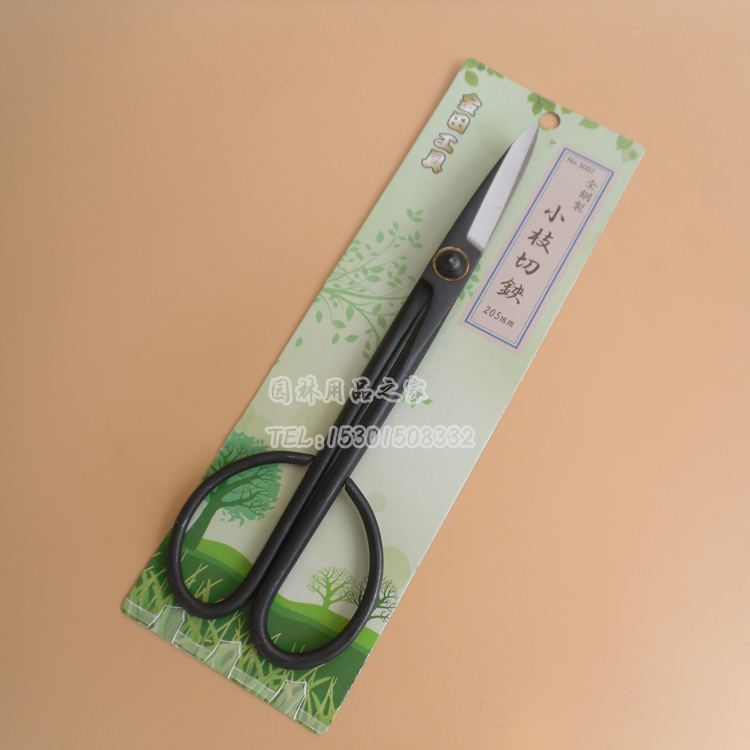 金田工具
No.3007
全鋼製
小枝切鋏
205mm
园林用品之家
TEL:15301508332